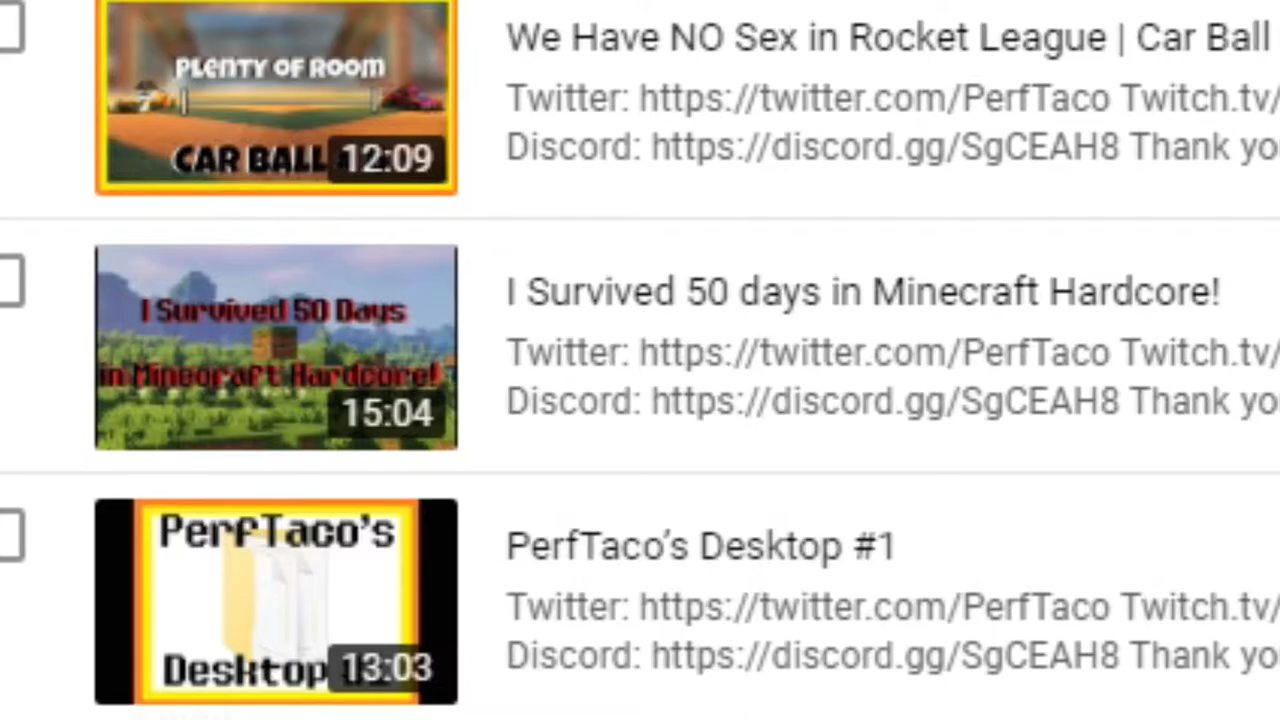 PLENTY OF ROOM
CAR BALL
12:09
We Have NO Sex in Rocket League | Car Ball
Twitter: https://twitter.com/PerfTaco Twitch.tv/
Discord: https://discord.gg/SgCEAH8 Thank yo
I Survived 50 Days
in Minecraft Hardcore!
15:04
I Survived 50 days in Minecraft Hardcore!
Twitter: https://twitter.com/PerfTaco Twitch.tv/
Discord: https://discord.gg/SgCEAH8 Thank yo
PerfTaco's
Desktop
13:03
PerfTaco’s Desktop #1
Twitter: https://twitter.com/PerfTaco Twitch.tv/
Discord: https://discord.gg/SgCEAH8 Thank yo